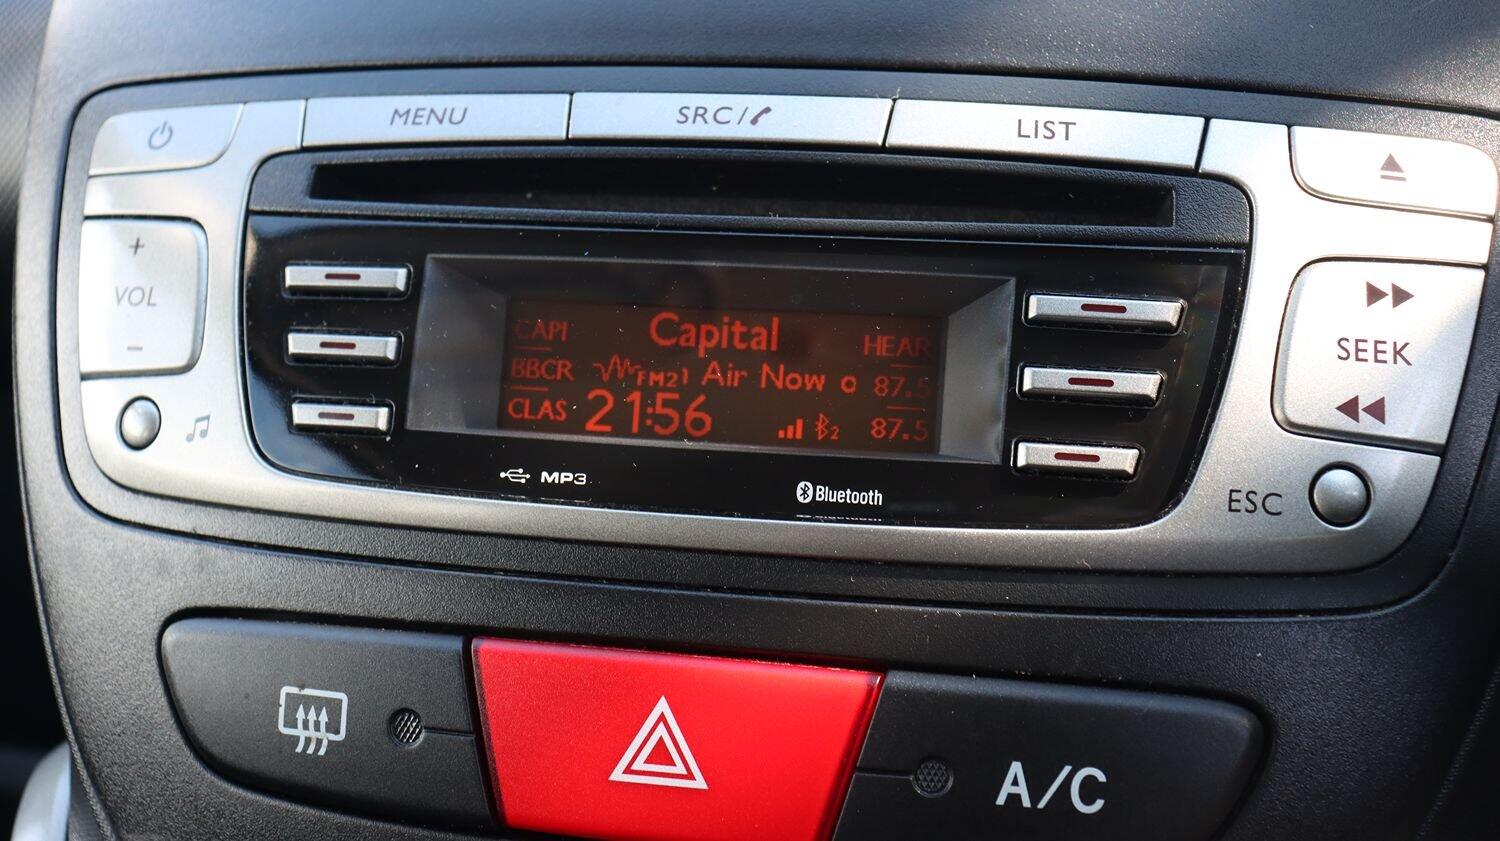 MENU
SRC/
LIST
+
VOL
-
CAPI
Capital
HEAR
BBCR
FM21
Air Now o
87.5
CLAS
21:56
2
87.5
SEEK
MP3
Bluetooth
ESC
A/C